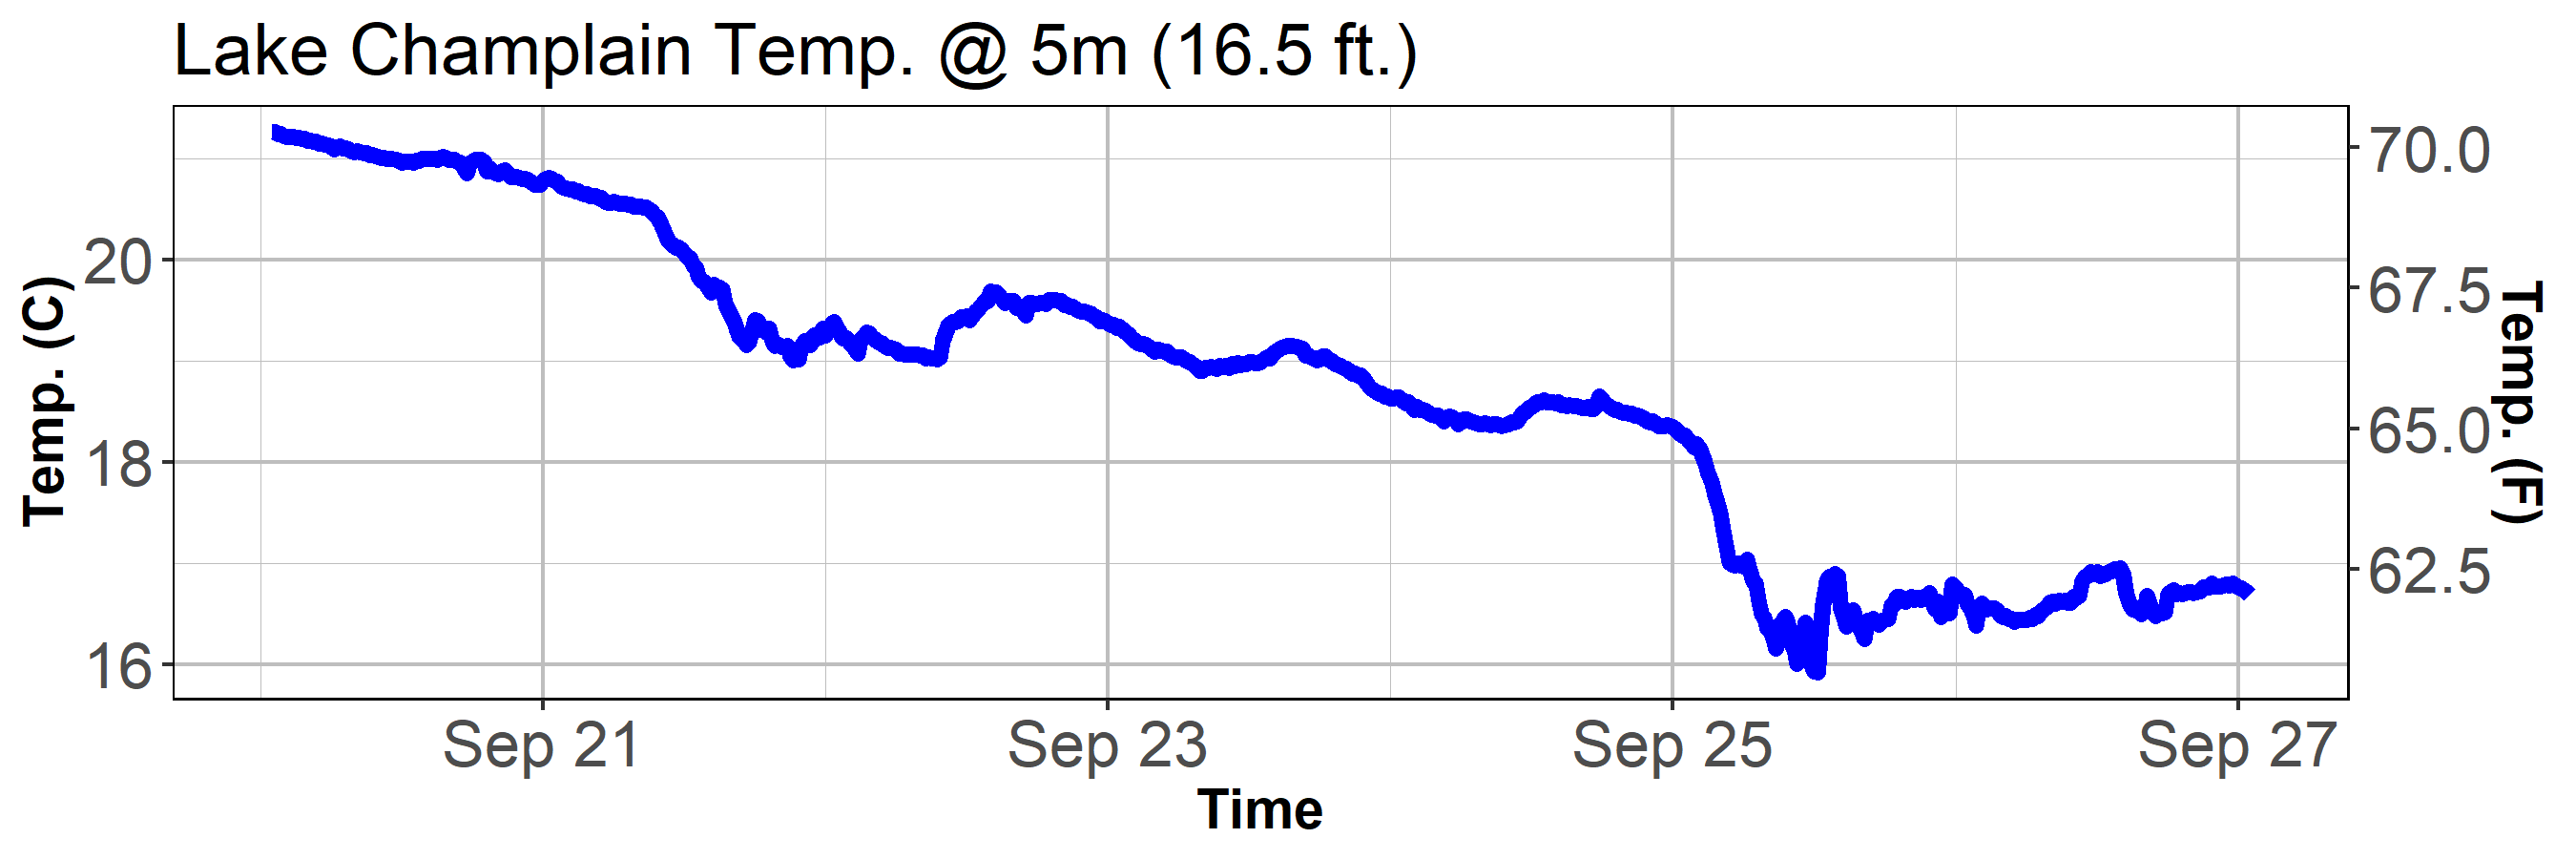 Lake Champlain Temp. @ 5m (16.5 ft.)
Temp. (C)
20
18
16
70.0
67.5
65.0
62.5
Temp. (F)
Sep 21
Sep 23
Sep 25
Sep 27
Time